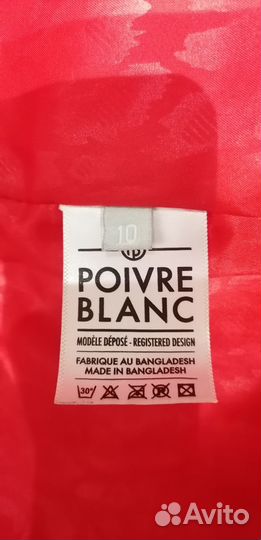 10
POIVRE
BLANC
MODÈLE DÉPOSÉ - REGISTERED DESIGN
FABRIQUE AU BANGLADESH
MADE IN BANGLADESH
30°
Avito